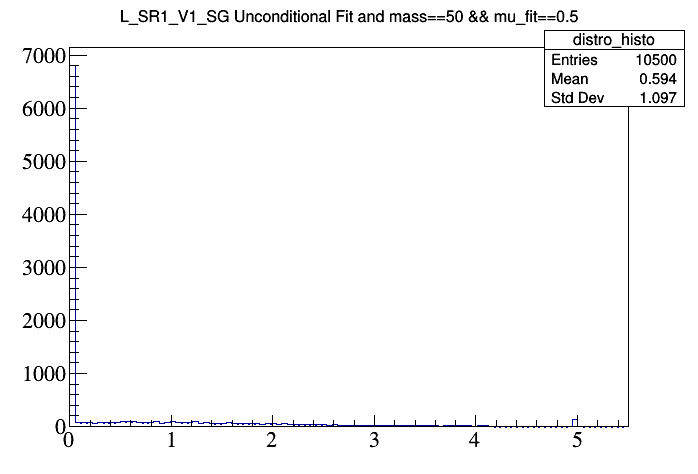 L_SR1_V1_SG Unconditional Fit and mass==50 && mu_fit==0.5
distro_histo
Entries 10500
Mean 0.594
Std Dev 1.097
7000
6000
5000
4000
3000
2000
1000
0
0 1 2 3 4 5